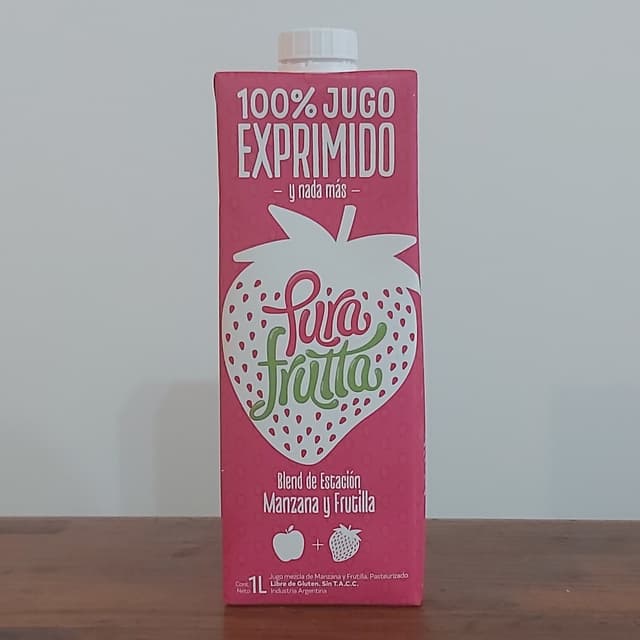 100% JUGO
EXPRIMIDO
– y nada más –
Pura
frutta
Blend de Estación
Manzana y Frutilla
+
Jugo mezcla de Manzana y Frutilla. Pasteurizado
Cont. Neto 1L Libre de Gluten. Sin T.A.C.C.
Industria Argentina